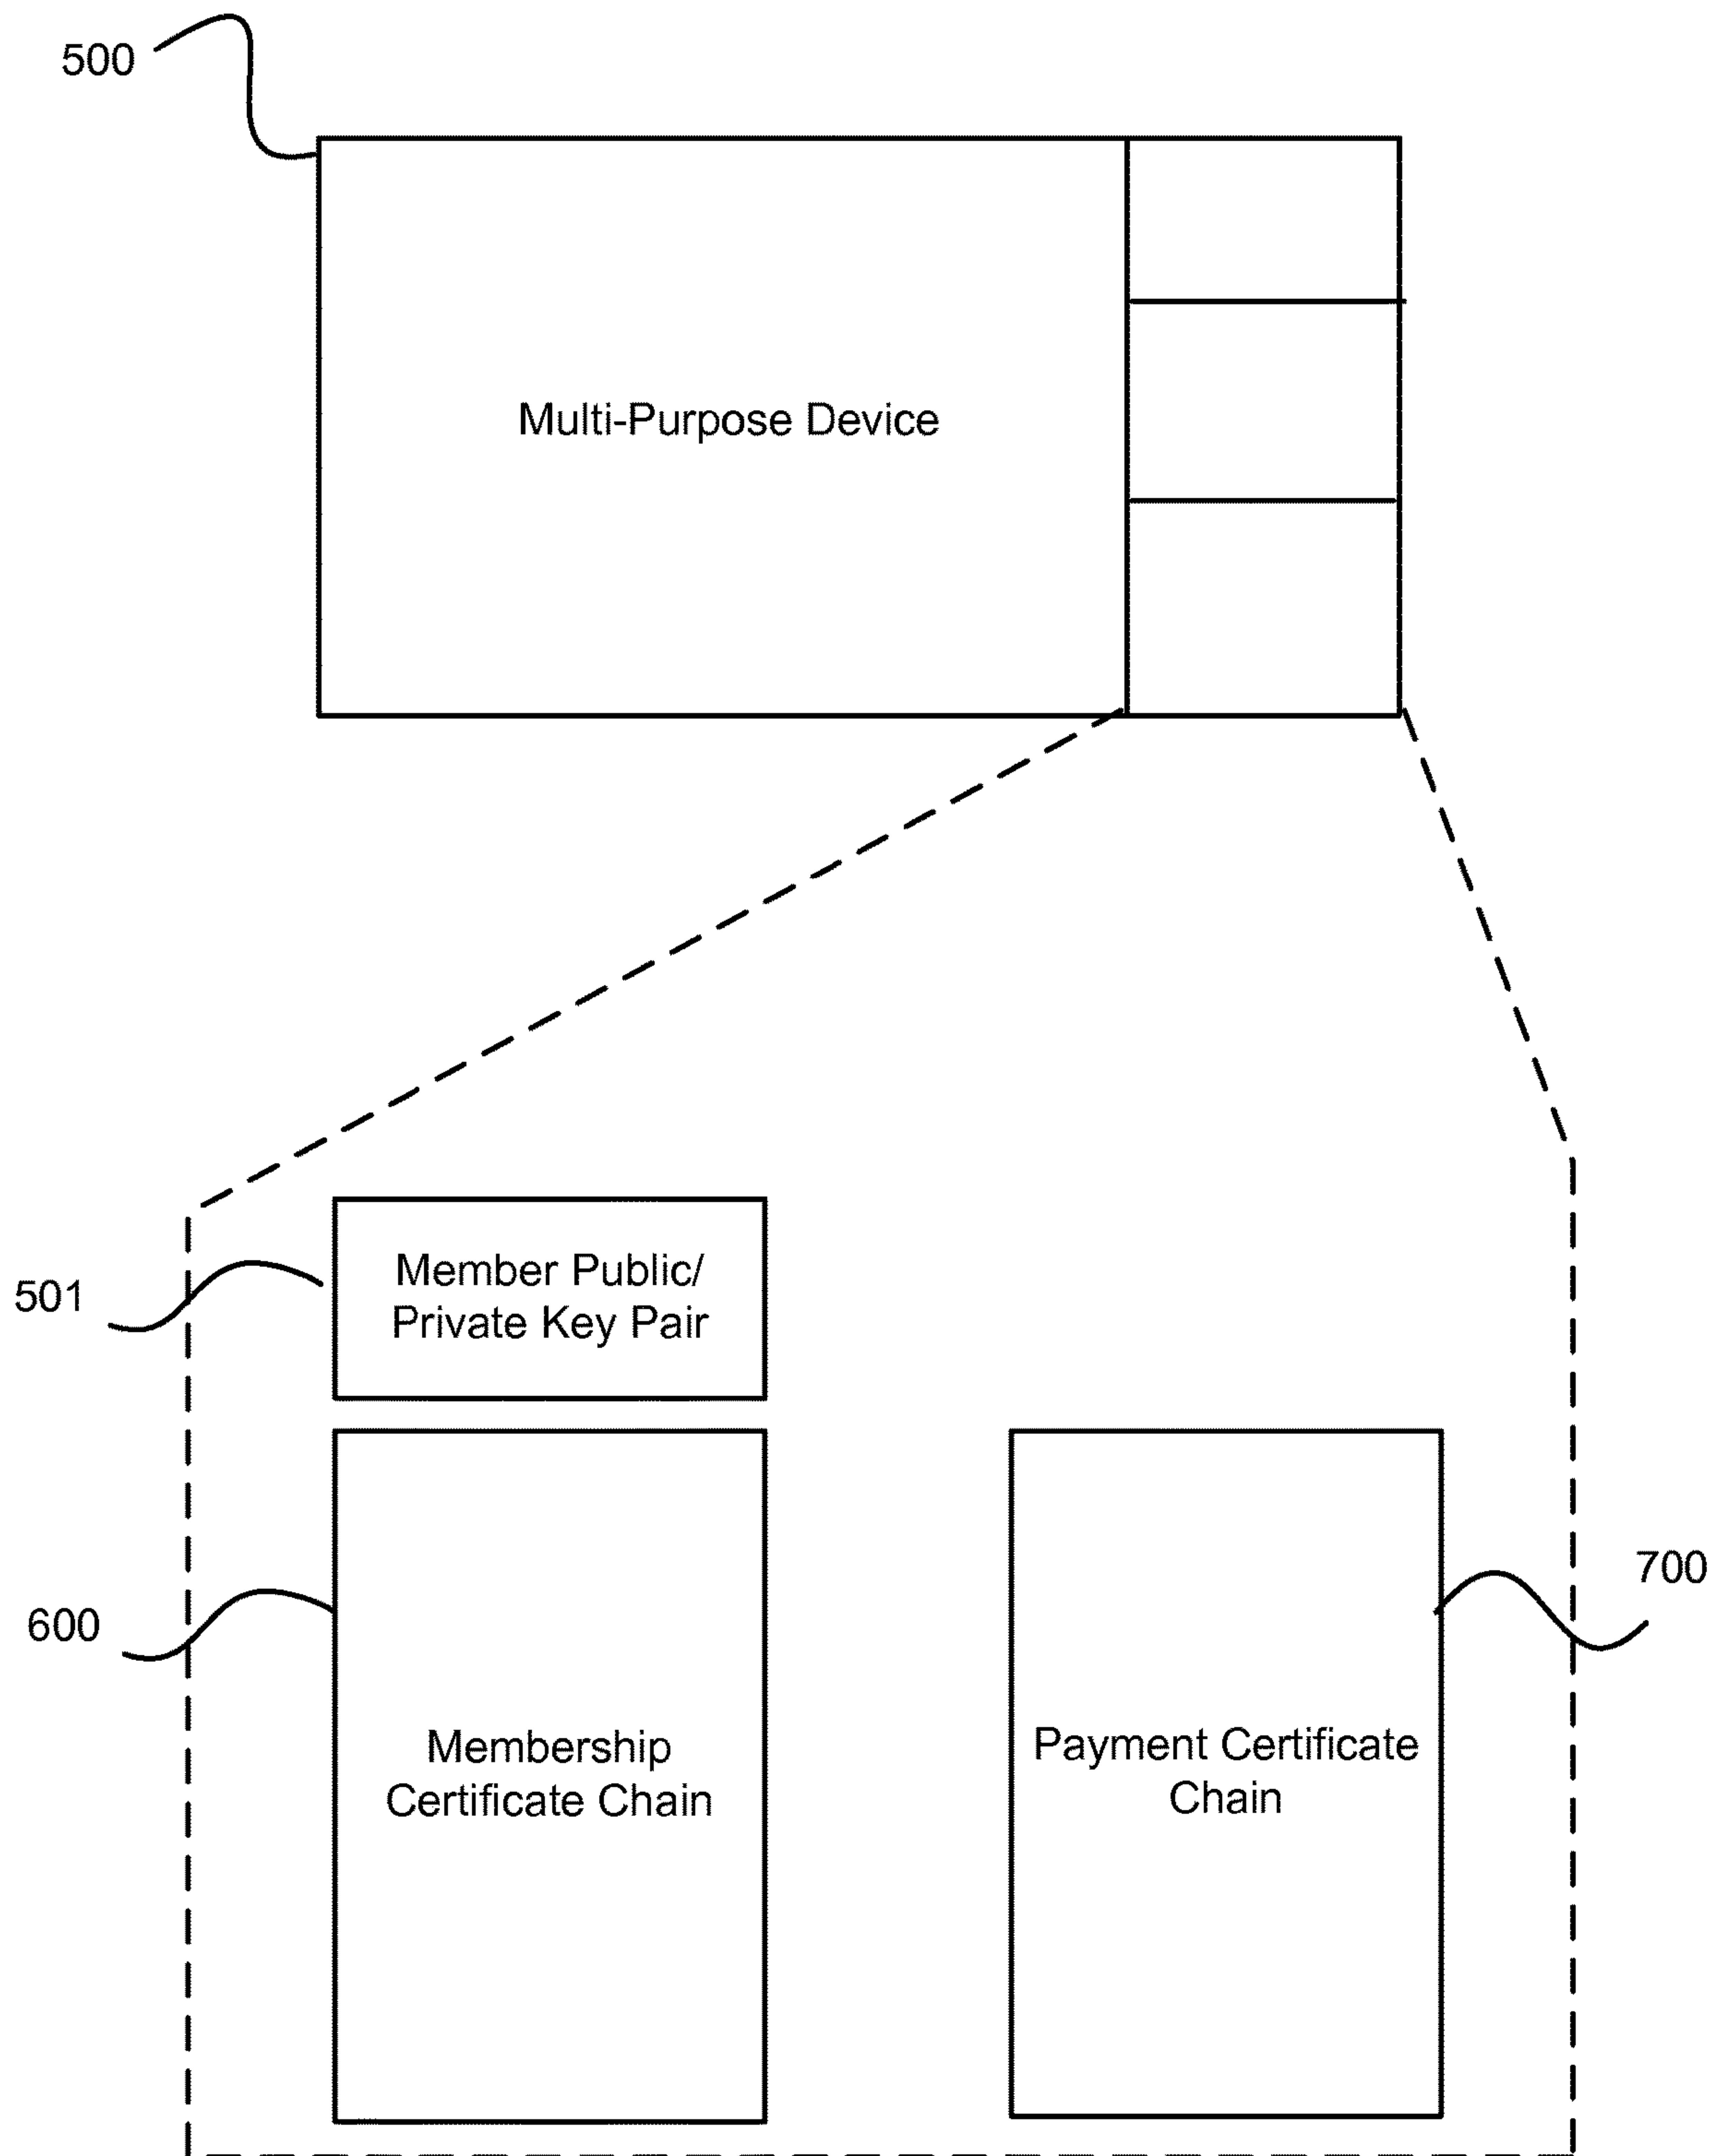 500
Multi-Purpose Device
501
Member Public/
Private Key Pair
600
Membership
Certificate Chain
700
Payment Certificate
Chain